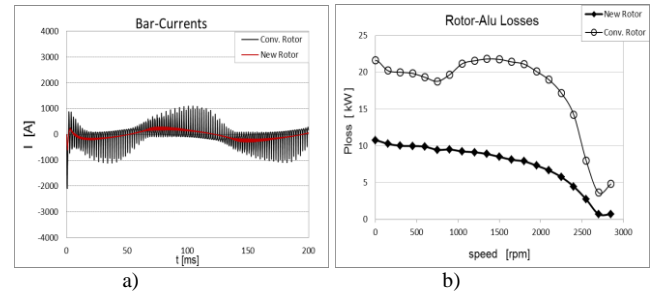 Bar-Currents
4000
3000
2000
1000
0
-1000
-2000
-3000
-4000
I [A]
Conv. Rotor
New Rotor
0
50
100
150
200
t [ms]
a)
Rotor-Alu Losses
New Rotor
Conv. Rotor
25
20
15
10
5
0
Ploss [ kW]
0
500
1000
1500
2000
2500
3000
speed [rpm]
b)